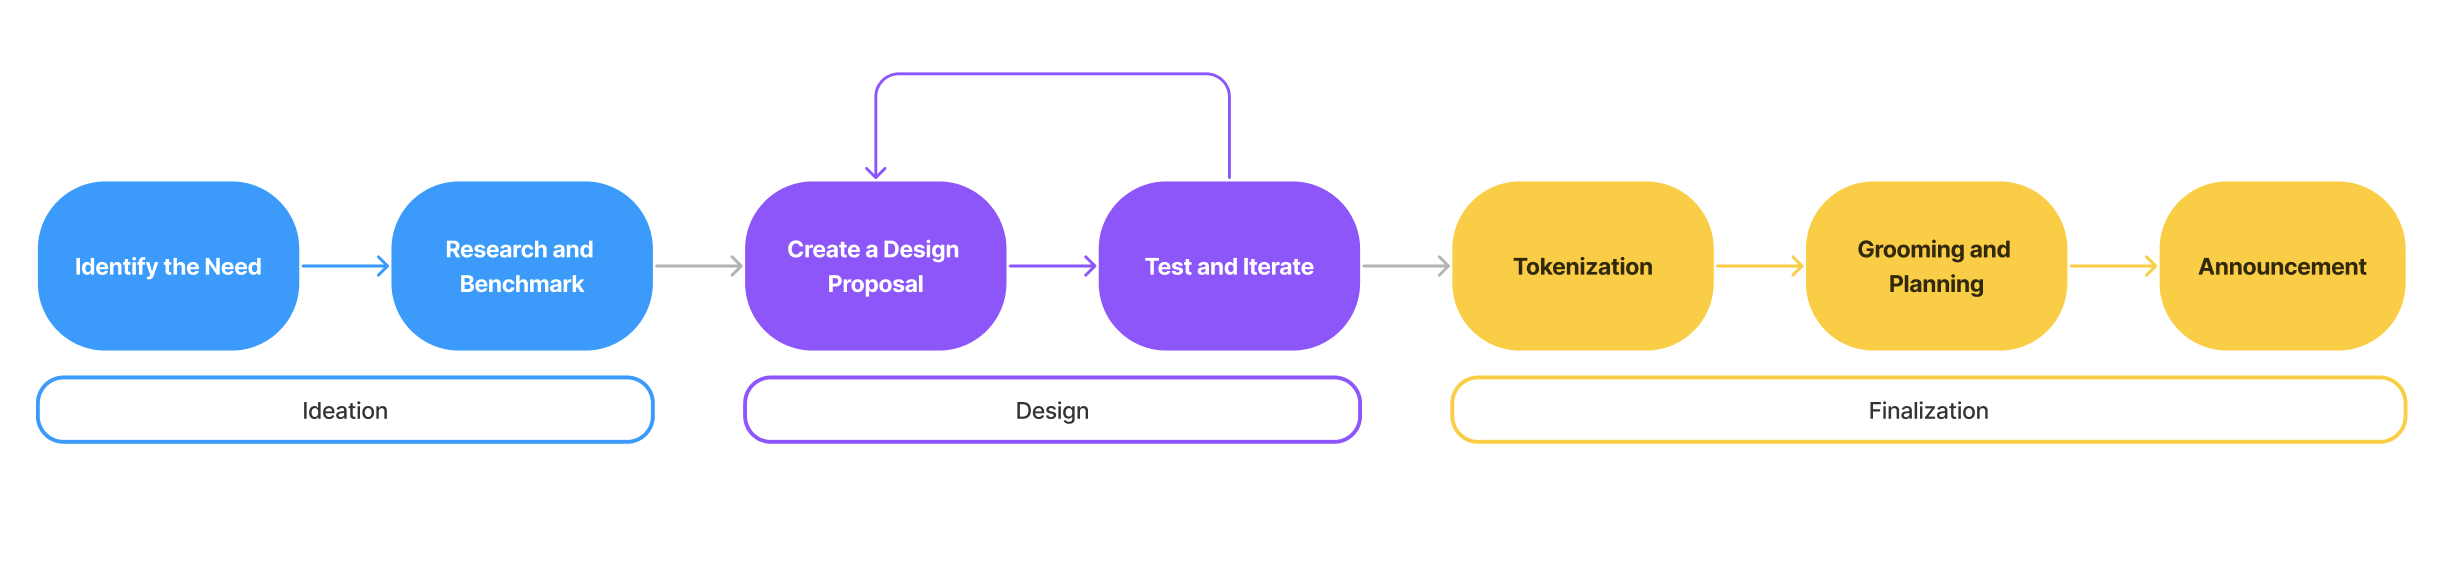 Identify the Need
Research and
Benchmark
Create a Design
Proposal
Test and Iterate
Tokenization
Grooming and
Planning
Announcement
Ideation
Design
Finalization